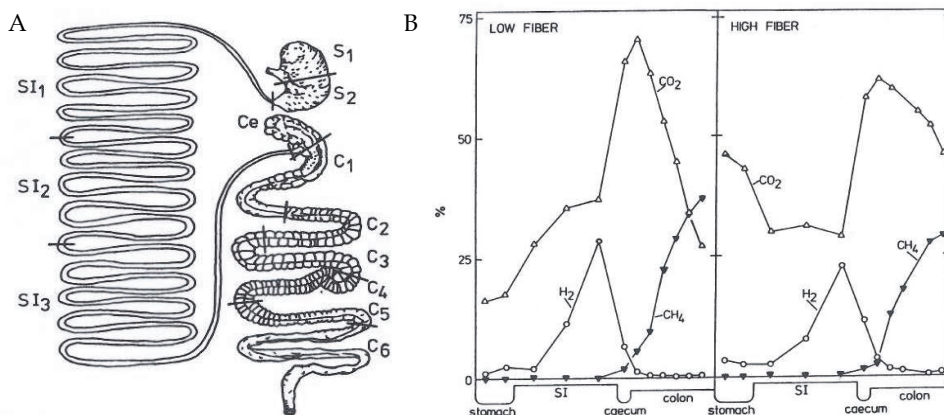 A
S1
S2
SI1
Ce
C1
SI2
C2
C3
C4
SI3
C5
C6
B
75
LOW FIBER
HIGH FIBER
CO2
50
CO2
%
25
H2
CH4
H2
CH4
0
stomach
SI
caecum
colon
stomach
SI
caecum
colon